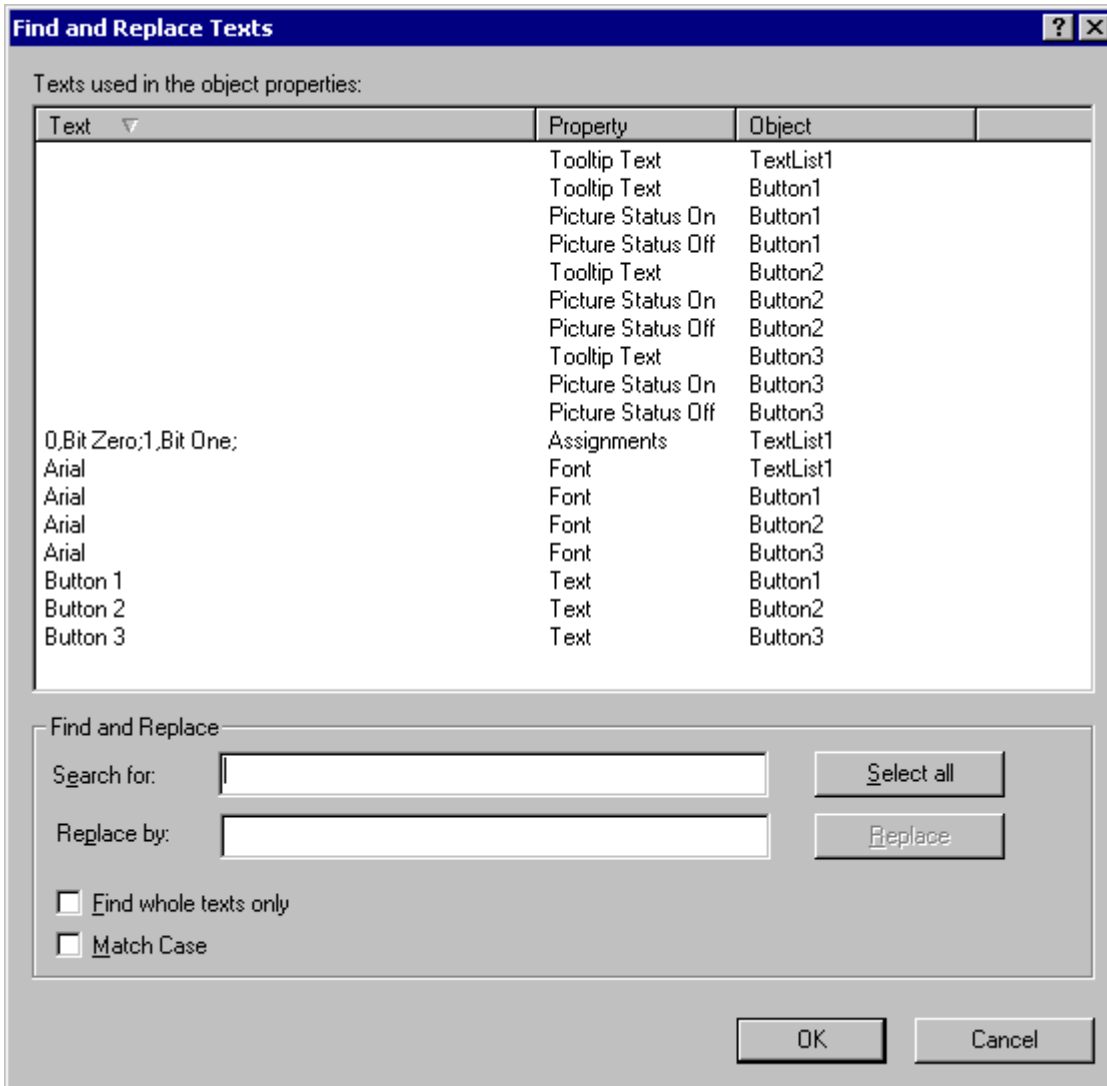 Find and Replace Texts
Texts used in the object properties:
Text Property Object
Tooltip Text TextList1
Tooltip Text Button1
Picture Status On Button1
Picture Status Off Button1
Tooltip Text Button2
Picture Status On Button2
Picture Status Off Button2
Tooltip Text Button3
Picture Status On Button3
Picture Status Off Button3
0,Bit Zero;1,Bit One; Assignments TextList1
Arial Font TextList1
Arial Font Button1
Arial Font Button2
Arial Font Button3
Button 1 Text Button1
Button 2 Text Button2
Button 3 Text Button3
Find and Replace
Search for: Select all
Replace by: Replace
Find whole texts only
Match Case
OK Cancel